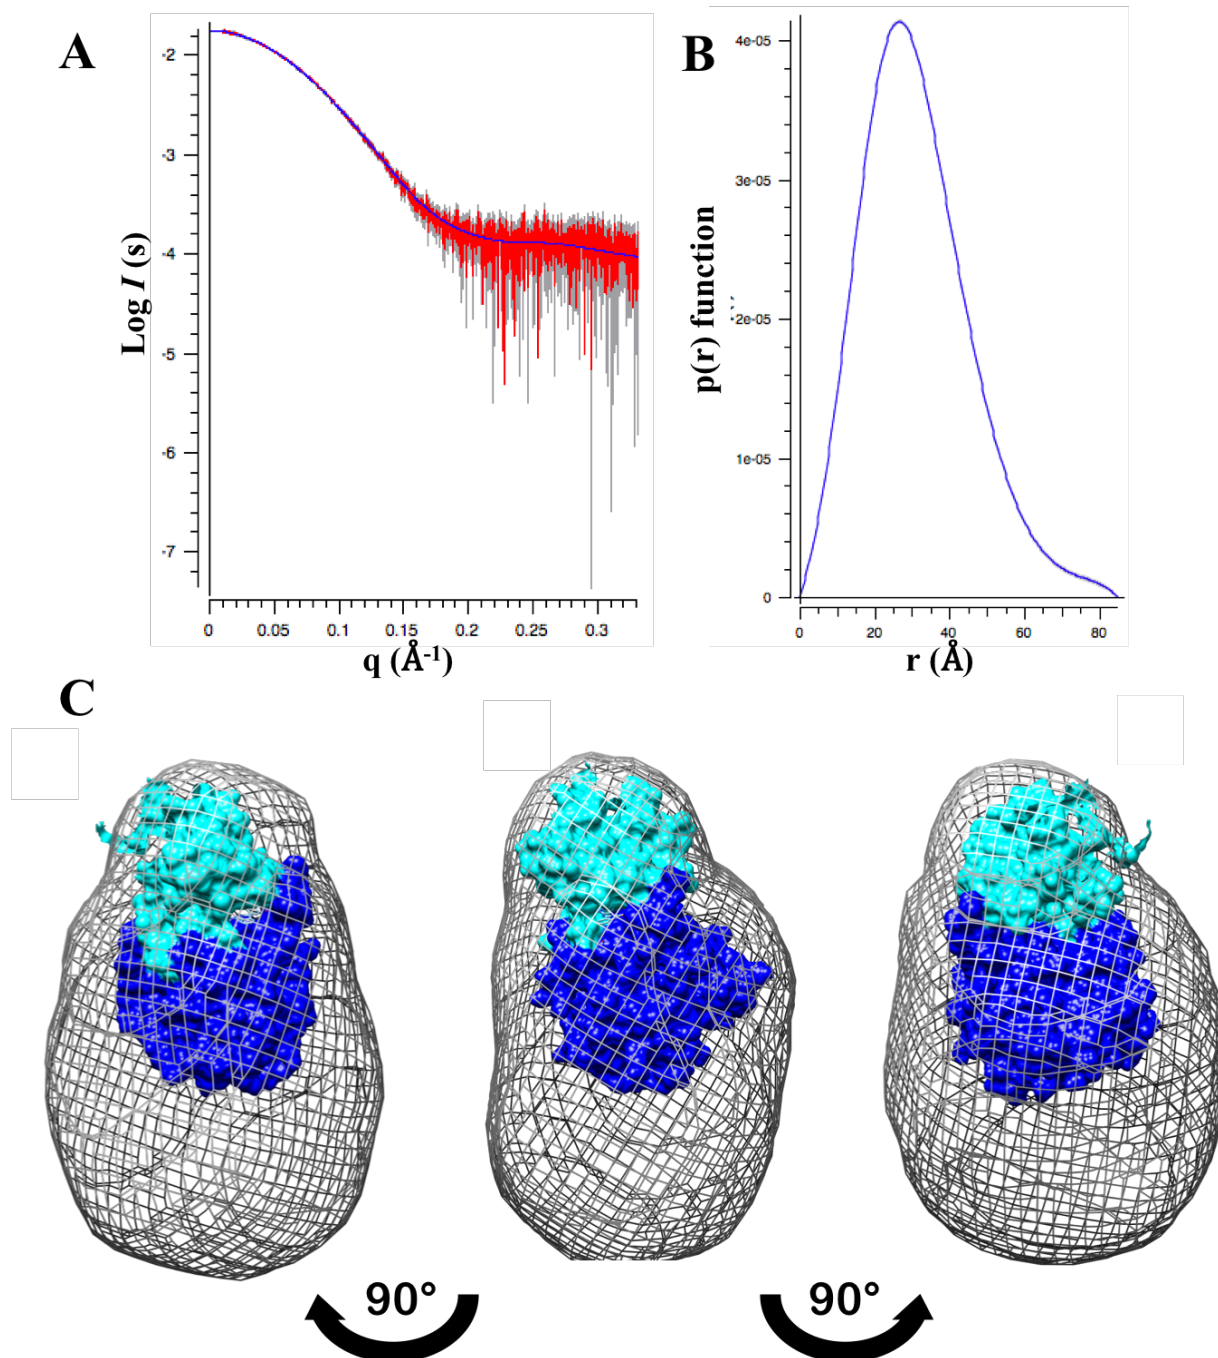 A
B
-2
-3
-4
-5
-6
-7
Log I (s)
0 0.05 0.1 0.15 0.2 0.25 0.3
q (Å-1)
4e-05
3e-05
2e-05
1e-05
0
p(r) function
0 20 40 60 80
r (Å)
C
90° 90°